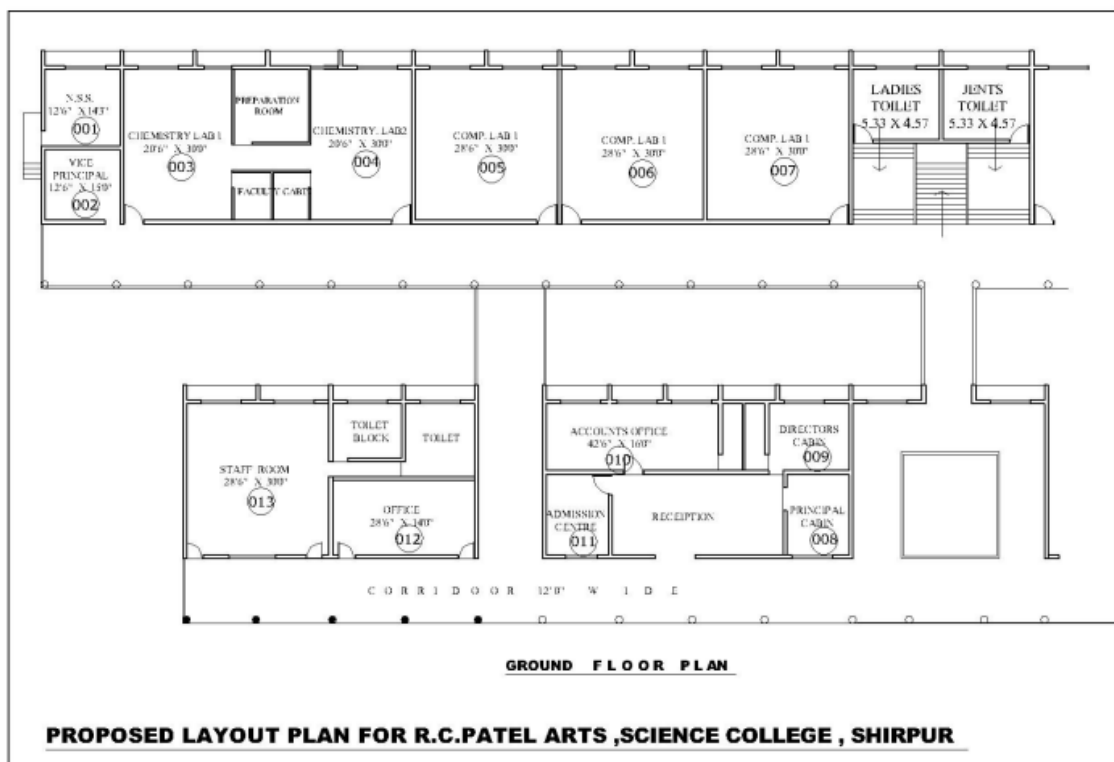 N.S.S.
12'6" X 14'3"
001
VICE
PRINCIPAL
12'6" X 15'0"
002
CHEMISTRY LAB 1
20'6" X 30'0"
003
PREPARATION
ROOM
FACULTY CABIN
CHEMISTRY. LAB2
20'6" X 30'0"
004
COMP. LAB 1
28'6" X 30'0"
005
COMP. LAB 1
28'6" X 30'0"
006
COMP. LAB 1
28'6" X 30'0"
007
LADIES
TOILET
5.33 X 4.57
JENTS
TOILET
5.33 X 4.57
STAFF ROOM
28'6" X 30'0"
013
TOILET
BLOCK
TOILET
OFFICE
28'6" X 14'0"
012
ACCOUNTS OFFICE
42'6" X 16'0"
010
ADMISSION
CENTRE
011
RECEIPTION
DIRECTORS
CABIN
009
PRINCIPAL
CABIN
008
CORRIDOOR 12'0" WIDE
GROUND FLOOR PLAN
PROPOSED LAYOUT PLAN FOR R.C.PATEL ARTS ,SCIENCE COLLEGE , SHIRPUR